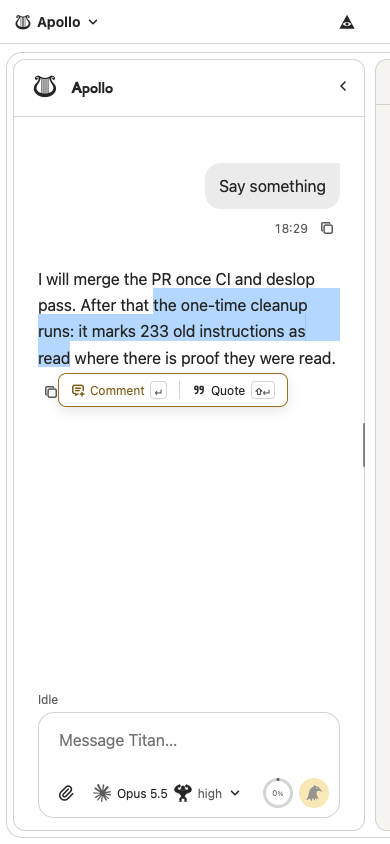 Apollo
Apollo
Say something
18:29
I will merge the PR once CI and deslop
pass. After that the one-time cleanup
runs: it marks 233 old instructions as
read where there is proof they were read.
Comment ↵ Quote ⇧↵
Idle
Message Titan...
Opus 5.5 high 0%